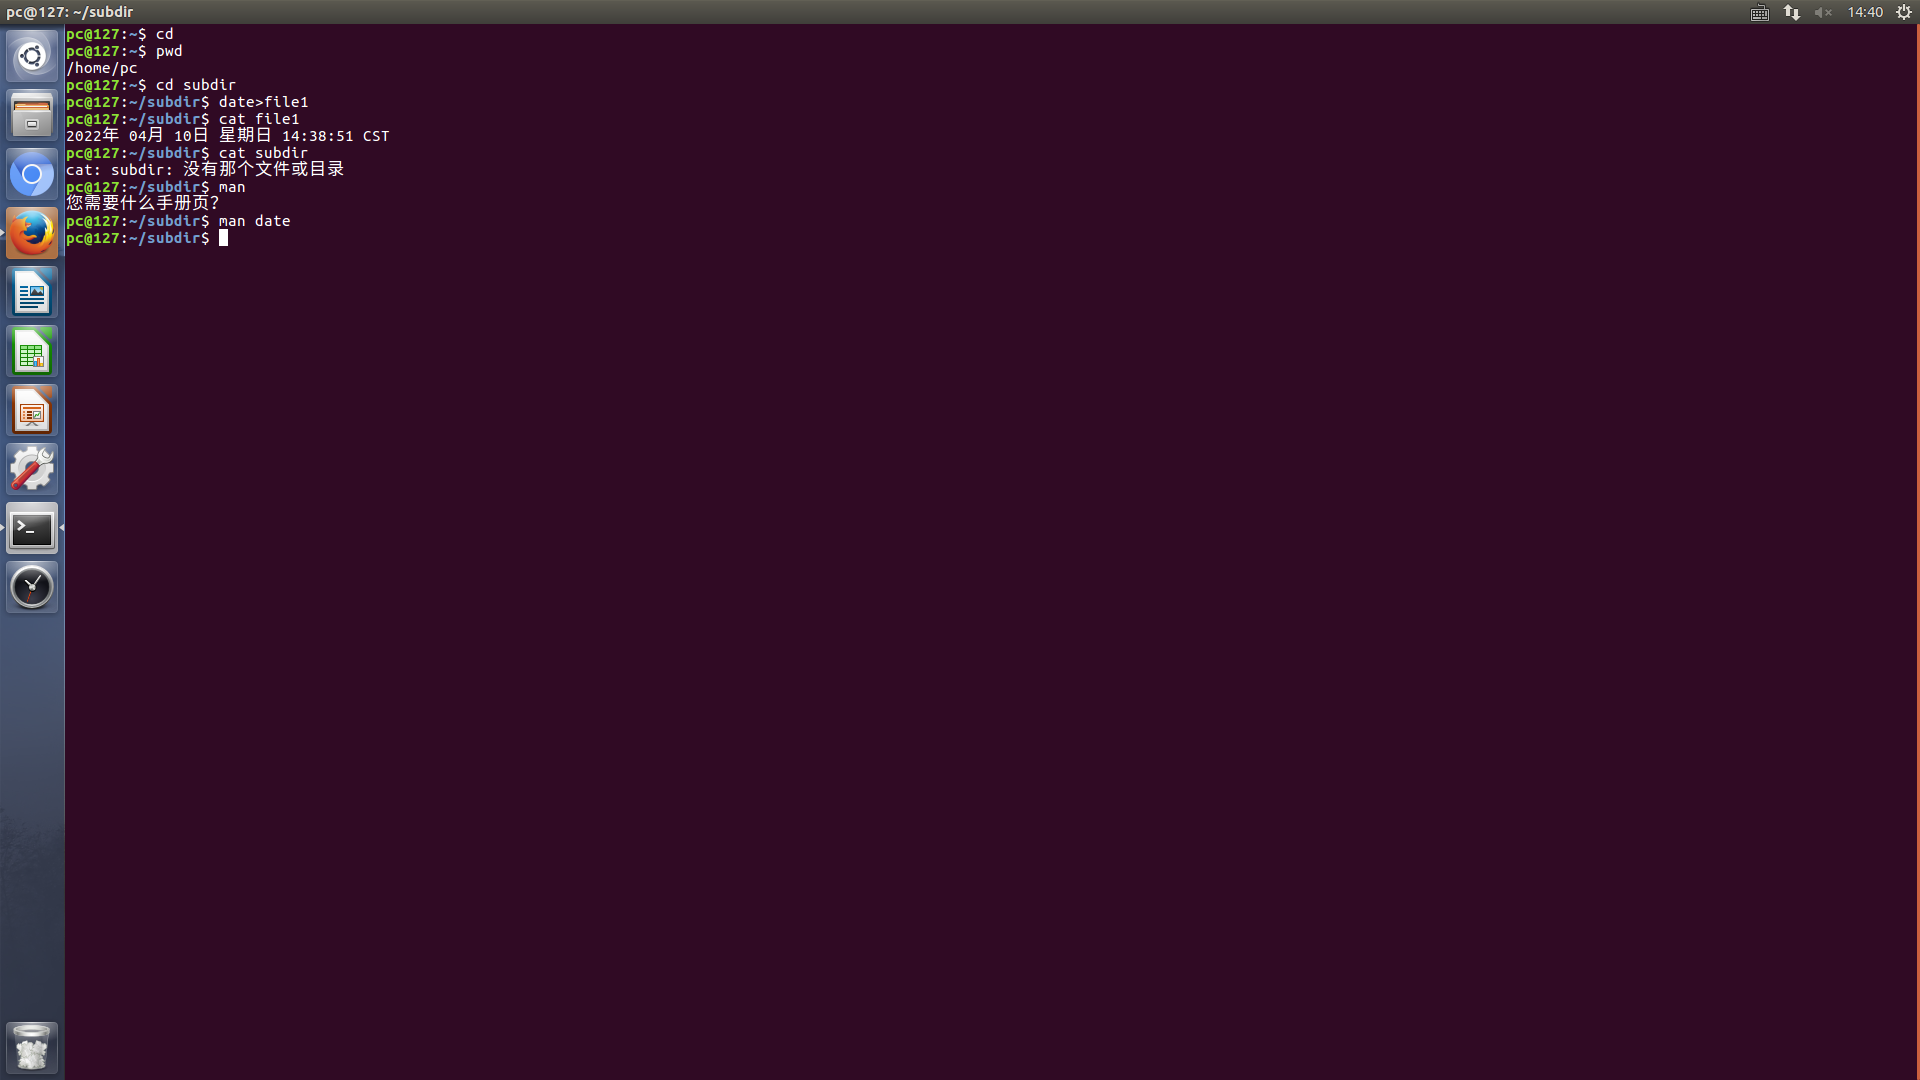 pc@127: ~/subdir
14:40
pc@127:~$ cd
pc@127:~$ pwd
/home/pc
pc@127:~$ cd subdir
pc@127:~/subdir$ date>file1
pc@127:~/subdir$ cat file1
2022年 04月 10日 星期日 14:38:51 CST
pc@127:~/subdir$ cat subdir
cat: subdir: 没有那个文件或目录
pc@127:~/subdir$ man
您需要什么手册页？
pc@127:~/subdir$ man date
pc@127:~/subdir$